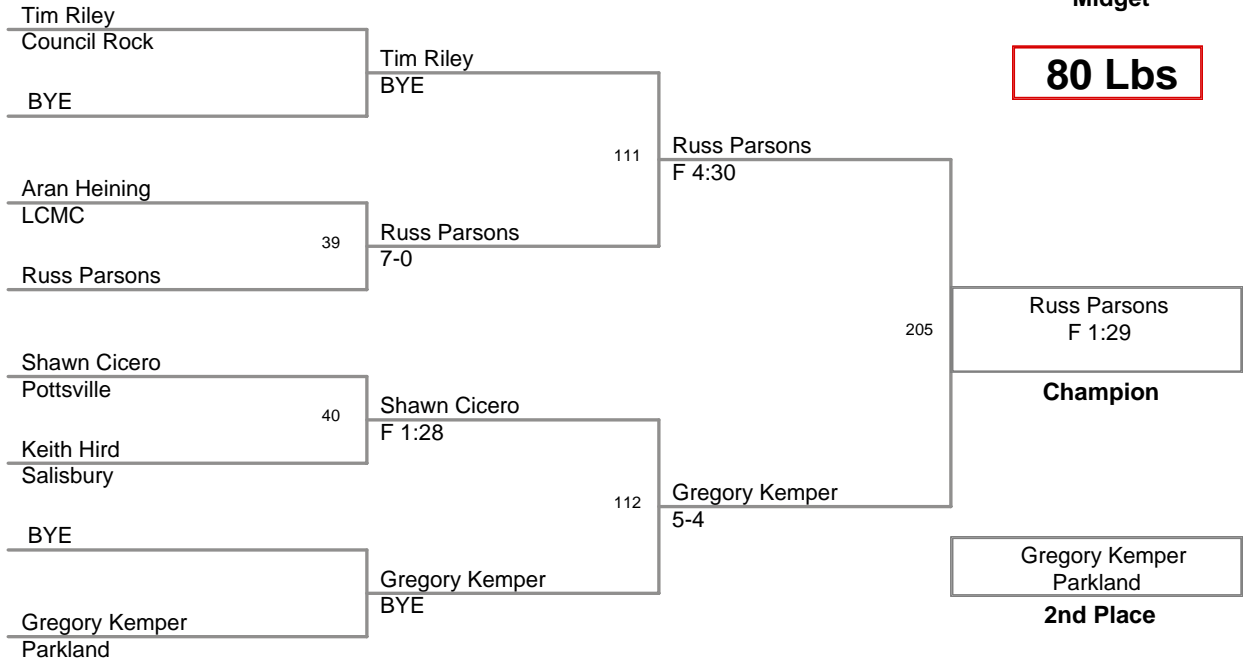 Midget
80 Lbs
Tim Riley
Council Rock
BYE
Aran Heining
LCMC
39
Russ Parsons
Shawn Cicero
Pottsville
40
Keith Hird
Salisbury
BYE
Gregory Kemper
Parkland
Tim Riley
BYE
111
Russ Parsons
7-0
Shawn Cicero
F 1:28
112
Gregory Kemper
BYE
Russ Parsons
F 4:30
205
Gregory Kemper
5-4
Russ Parsons
F 1:29
Champion
Gregory Kemper
Parkland
2nd Place